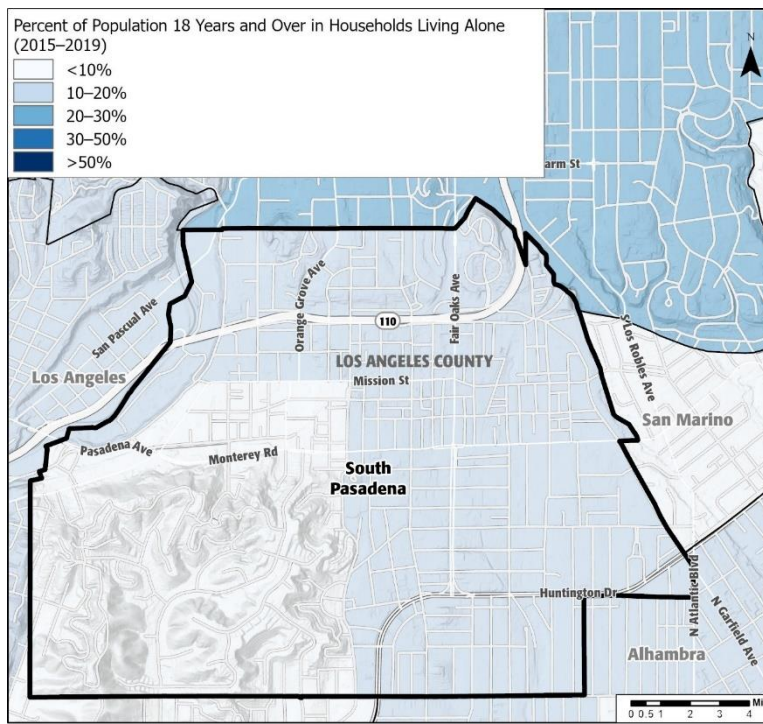 Percent of Population 18 Years and Over in Households Living Alone
(2015–2019)
<10%
10–20%
20–30%
30–50%
>50%
N
arm St
San Pascual Ave
Orange Grove Ave
Fair Oaks Ave
110
LOS ANGELES COUNTY
Los Angeles
Mission St
S Los Robles Ave
San Marino
Pasadena Ave
Monterey Rd
South
Pasadena
Huntington Dr
N Atlantic Blvd
N Garfield Ave
Alhambra
Mi
0 0.5 1 2 3 4